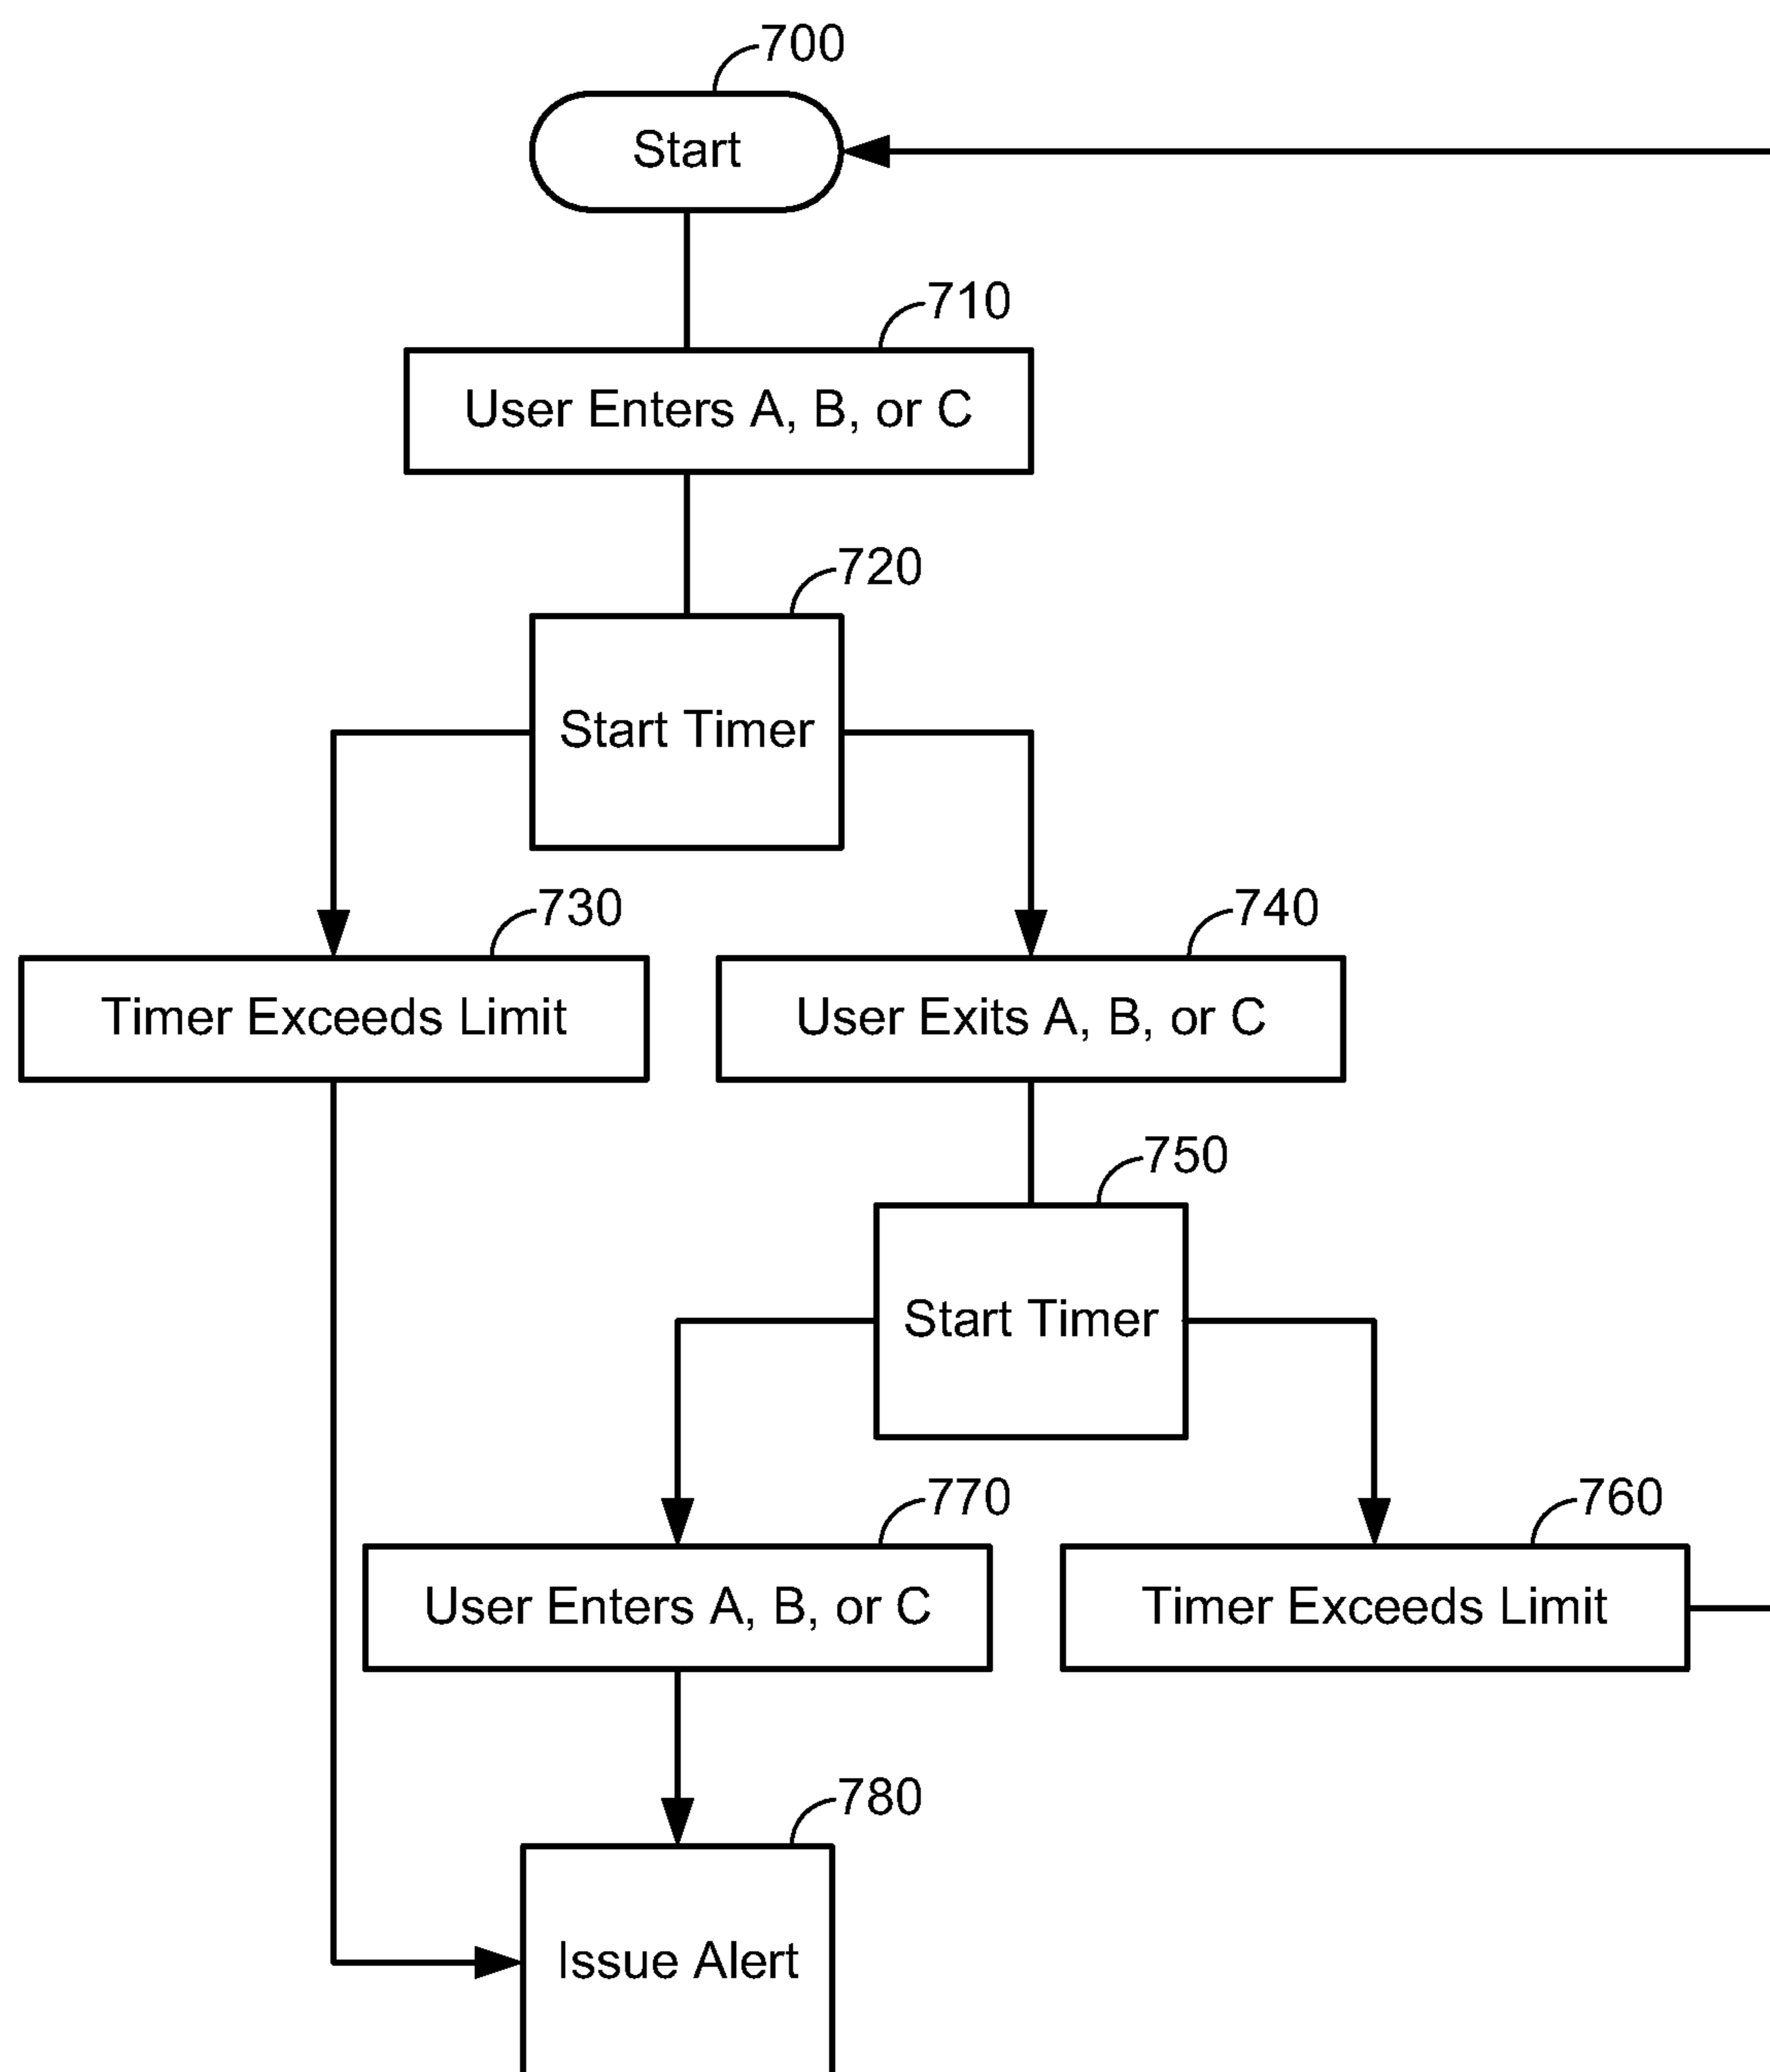 700
Start
710
User Enters A, B, or C
720
Start Timer
730
Timer Exceeds Limit
740
User Exits A, B, or C
750
Start Timer
770
User Enters A, B, or C
760
Timer Exceeds Limit
780
Issue Alert